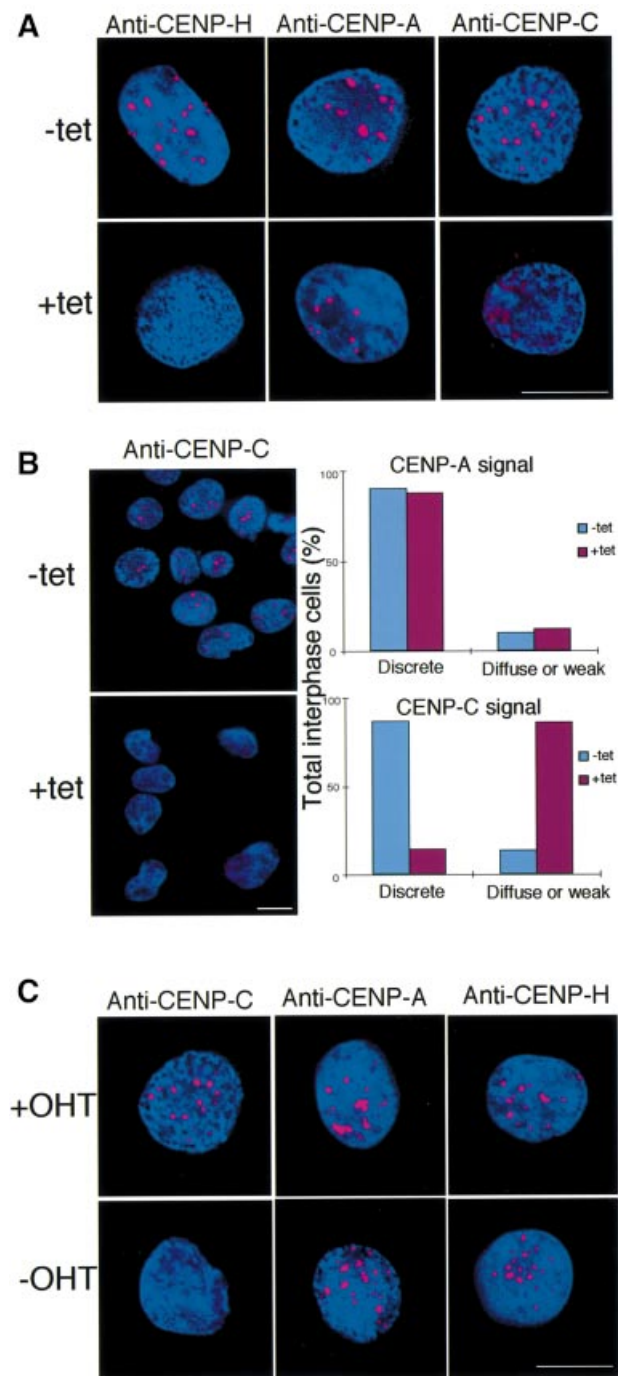 A
Anti-CENP-H Anti-CENP-A Anti-CENP-C
-tet
+tet
B
Anti-CENP-C
-tet
+tet
Total interphase cells (%)
CENP-A signal
100
50
0
-tet
+tet
Discrete Diffuse or weak
CENP-C signal
100
50
0
-tet
+tet
Discrete Diffuse or weak
C
Anti-CENP-C Anti-CENP-A Anti-CENP-H
+OHT
-OHT